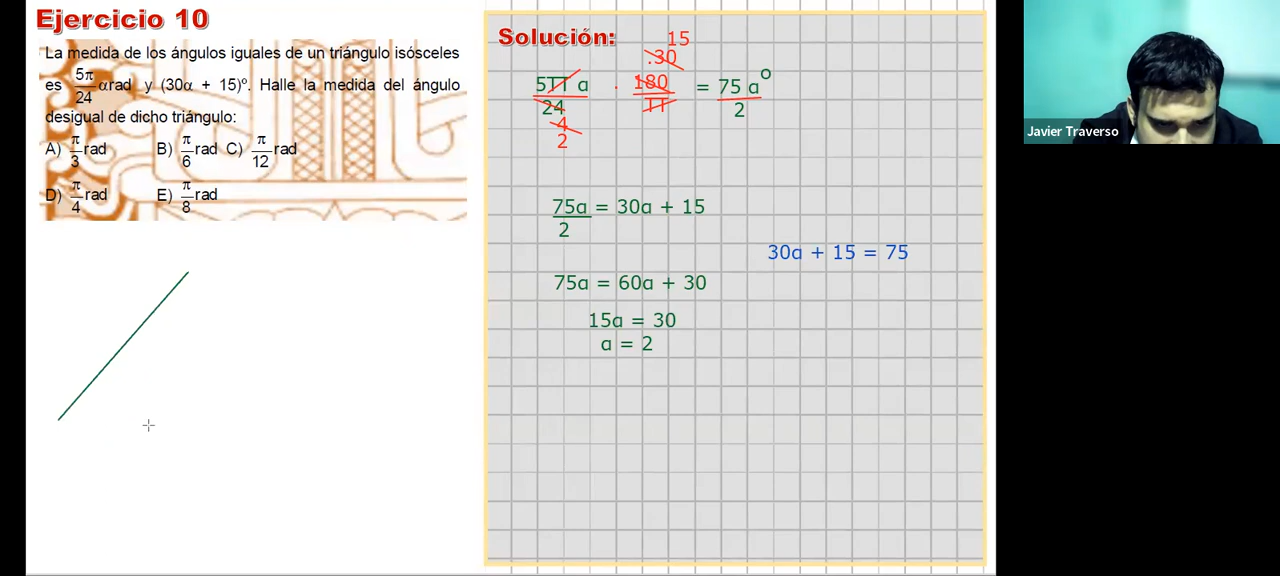 Ejercicio 10
La medida de los ángulos iguales de un triángulo isósceles
es 5π/24 αrad y (30α + 15)º. Halle la medida del ángulo
desigual de dicho triángulo:
A) π/3 rad B) π/6 rad C) π/12 rad
D) π/4 rad E) π/8 rad
Solución:
15
.30
5π a / 24 . 180 / π = 75 a° / 2
4
2
75a / 2 = 30a + 15
30a + 15 = 75
75a = 60a + 30
15a = 30
a = 2
Javier Traverso